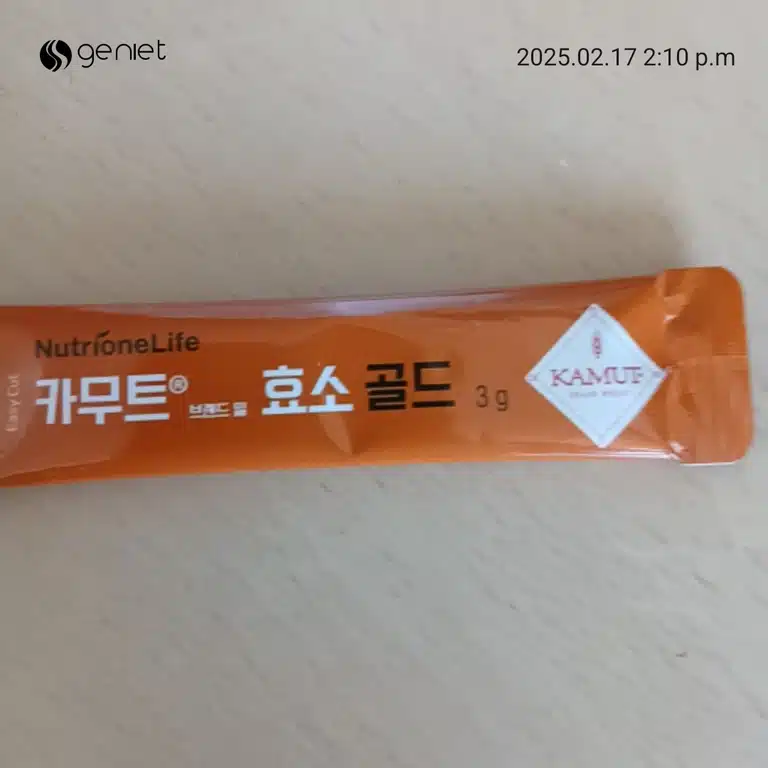 geniet
2025.02.17 2:10 p.m
Easy Cut
NutrioneLife
카무트® 브랜드 밀 효소 골드 3 g
KAMUT